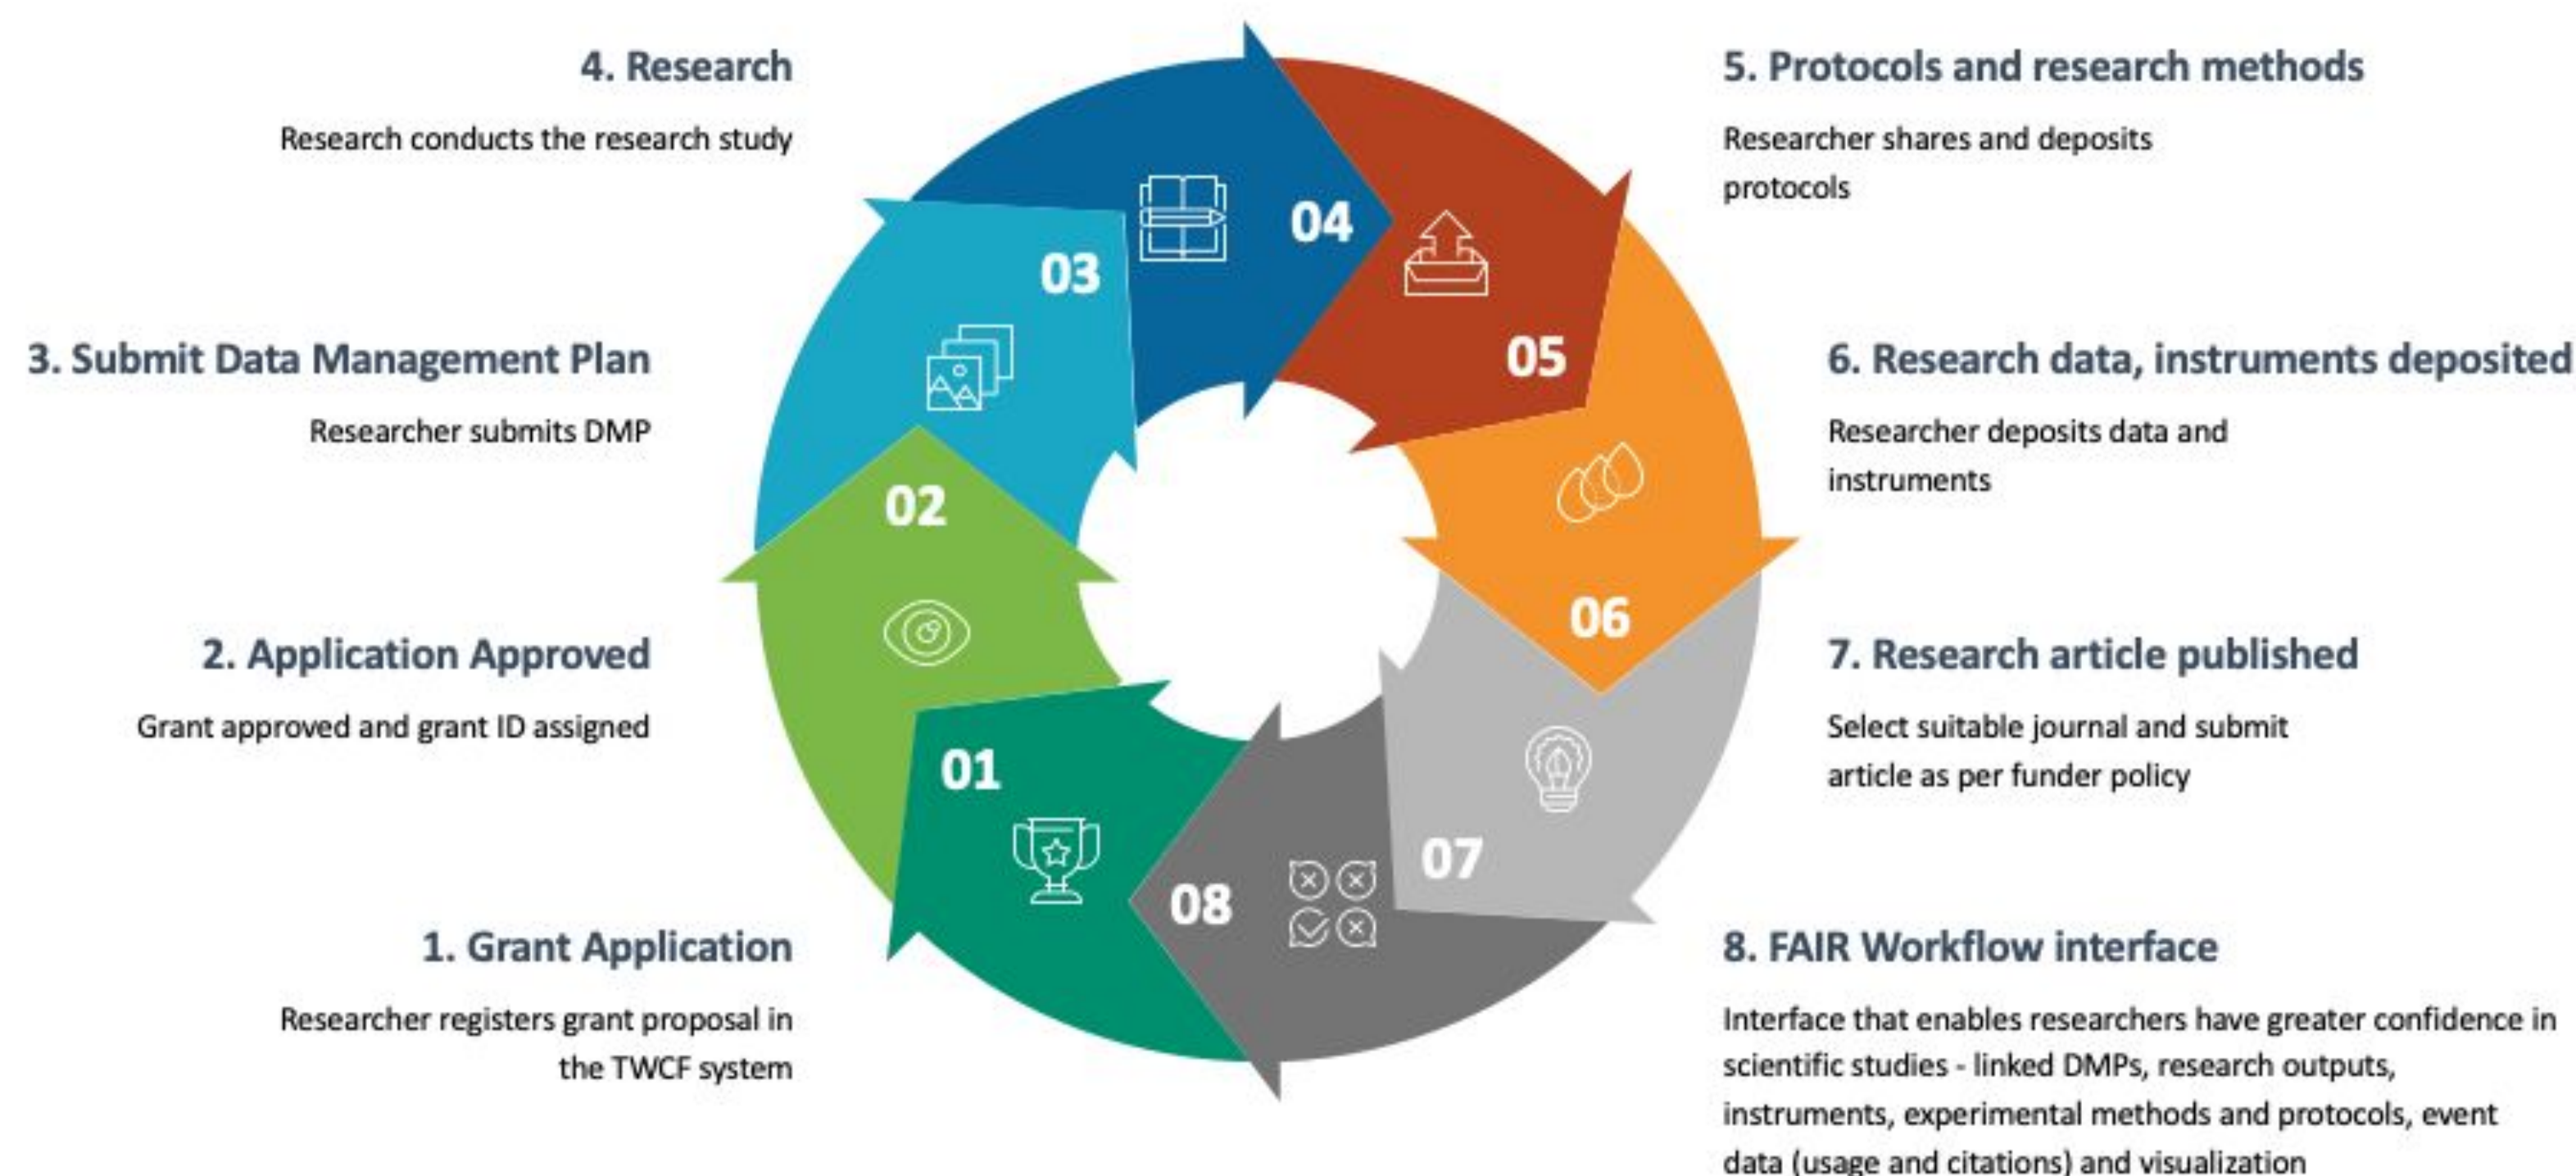 4. Research
Research conducts the research study
3. Submit Data Management Plan
Researcher submits DMP
2. Application Approved
Grant approved and grant ID assigned
1. Grant Application
Researcher registers grant proposal in
the TWCF system
04
03
02
01
08
07
06
05
5. Protocols and research methods
Researcher shares and deposits
protocols
6. Research data, instruments deposited
Researcher deposits data and
instruments
7. Research article published
Select suitable journal and submit
article as per funder policy
8. FAIR Workflow interface
Interface that enables researchers have greater confidence in
scientific studies - linked DMPs, research outputs,
instruments, experimental methods and protocols, event
data (usage and citations) and visualization